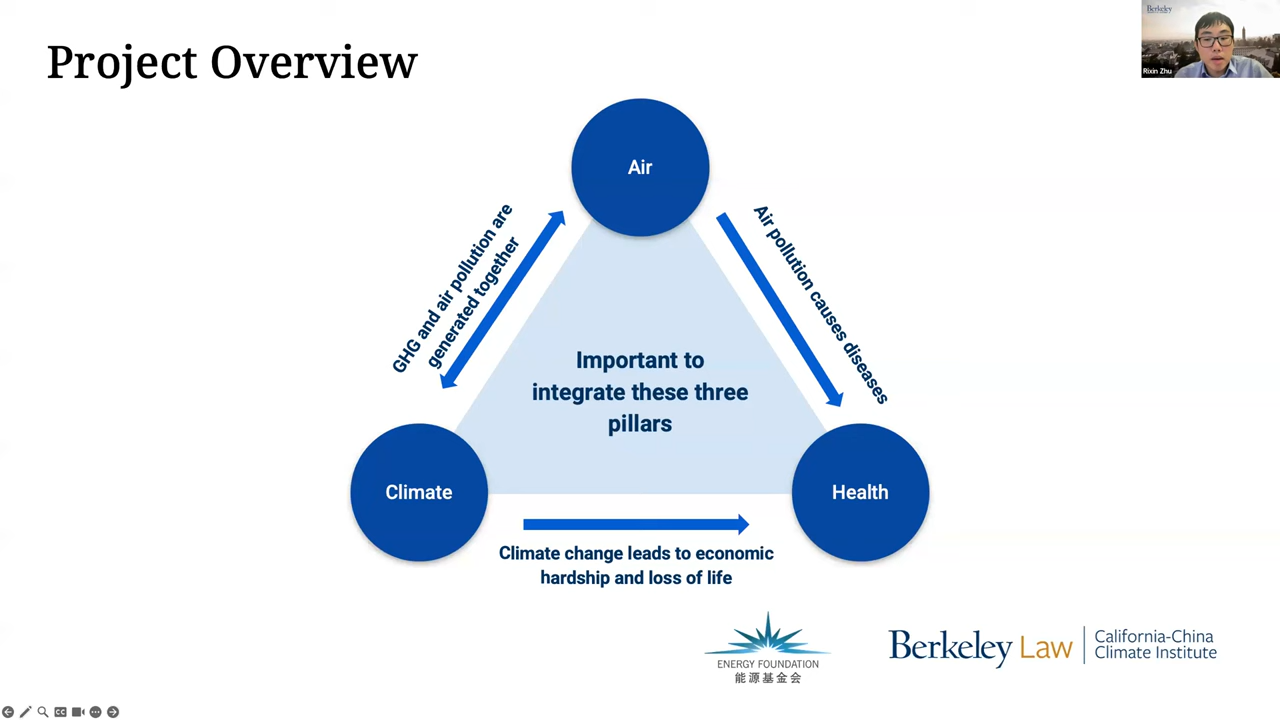 Project Overview
Berkeley
Rixin Zhu
Air
GHG and air pollution are
generated together
Air pollution causes diseases
Important to
integrate these three
pillars
Climate
Health
Climate change leads to economic
hardship and loss of life
ENERGY FOUNDATION
能源基金会
Berkeley Law
California-China
Climate Institute
CC